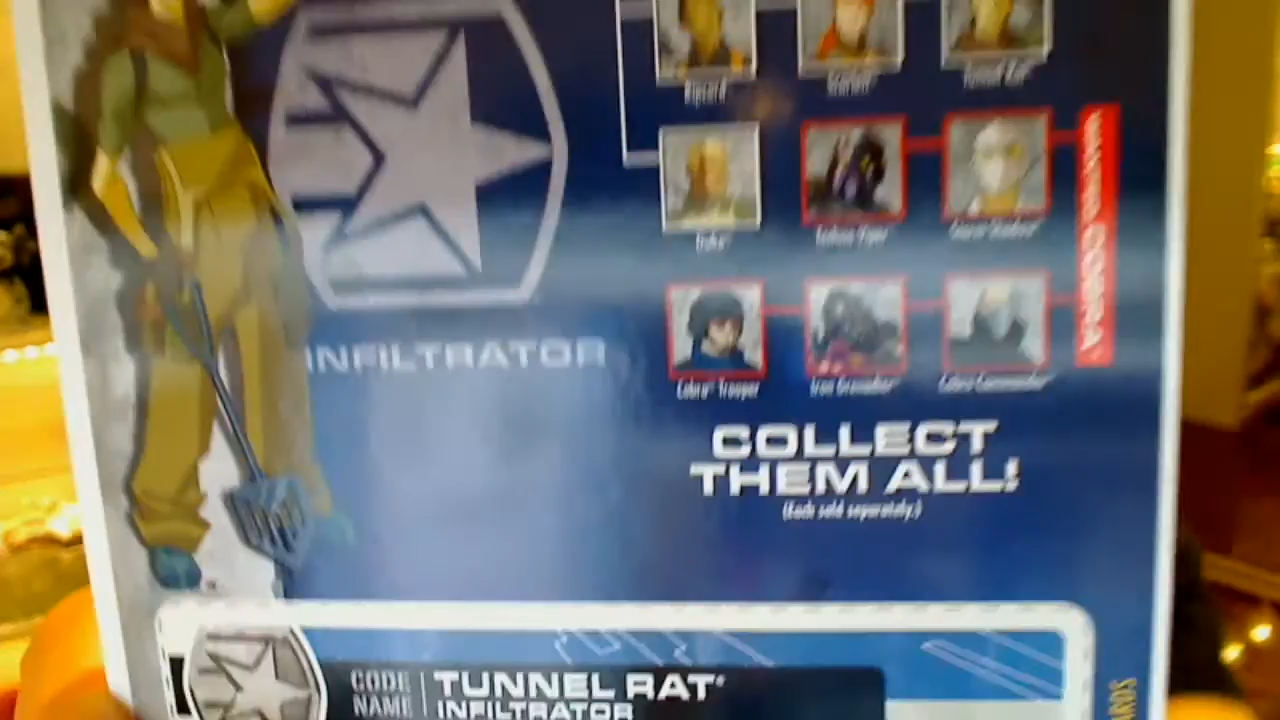 Ripcord
Scarlett
Tunnel Rat
Duke
INFILTRATOR
Cobra Trooper
Iron Grenadier
Cobra Commander
COBRA
COLLECT
THEM ALL!
(Each sold separately.)
CODE
NAME
TUNNEL RAT
INFILTRATOR